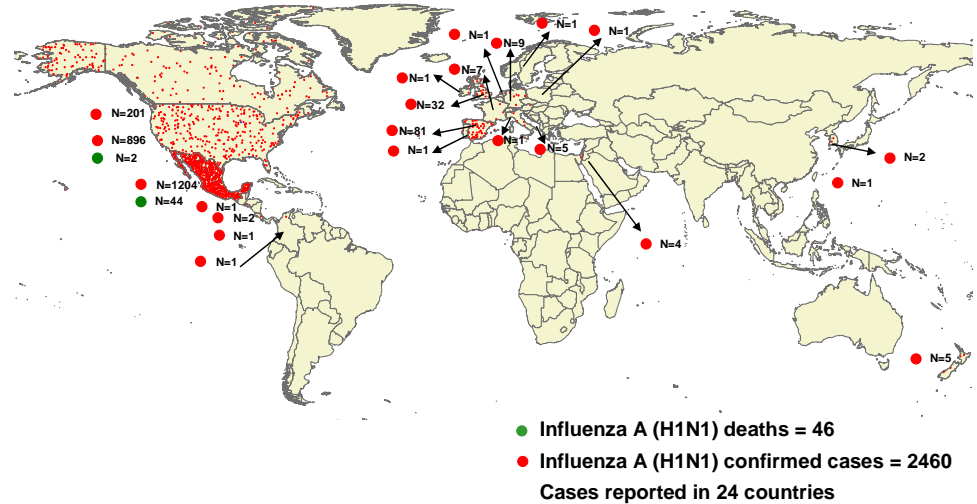 N=1
N=1
N=1
N=9
N=7
N=1
N=32
N=201
N=81
N=896
N=1
N=5
N=1
N=2
N=2
N=1204
N=1
N=44
N=1
N=2
N=1
N=4
N=1
N=5
Influenza A (H1N1) deaths = 46
Influenza A (H1N1) confirmed cases = 2460
Cases reported in 24 countries